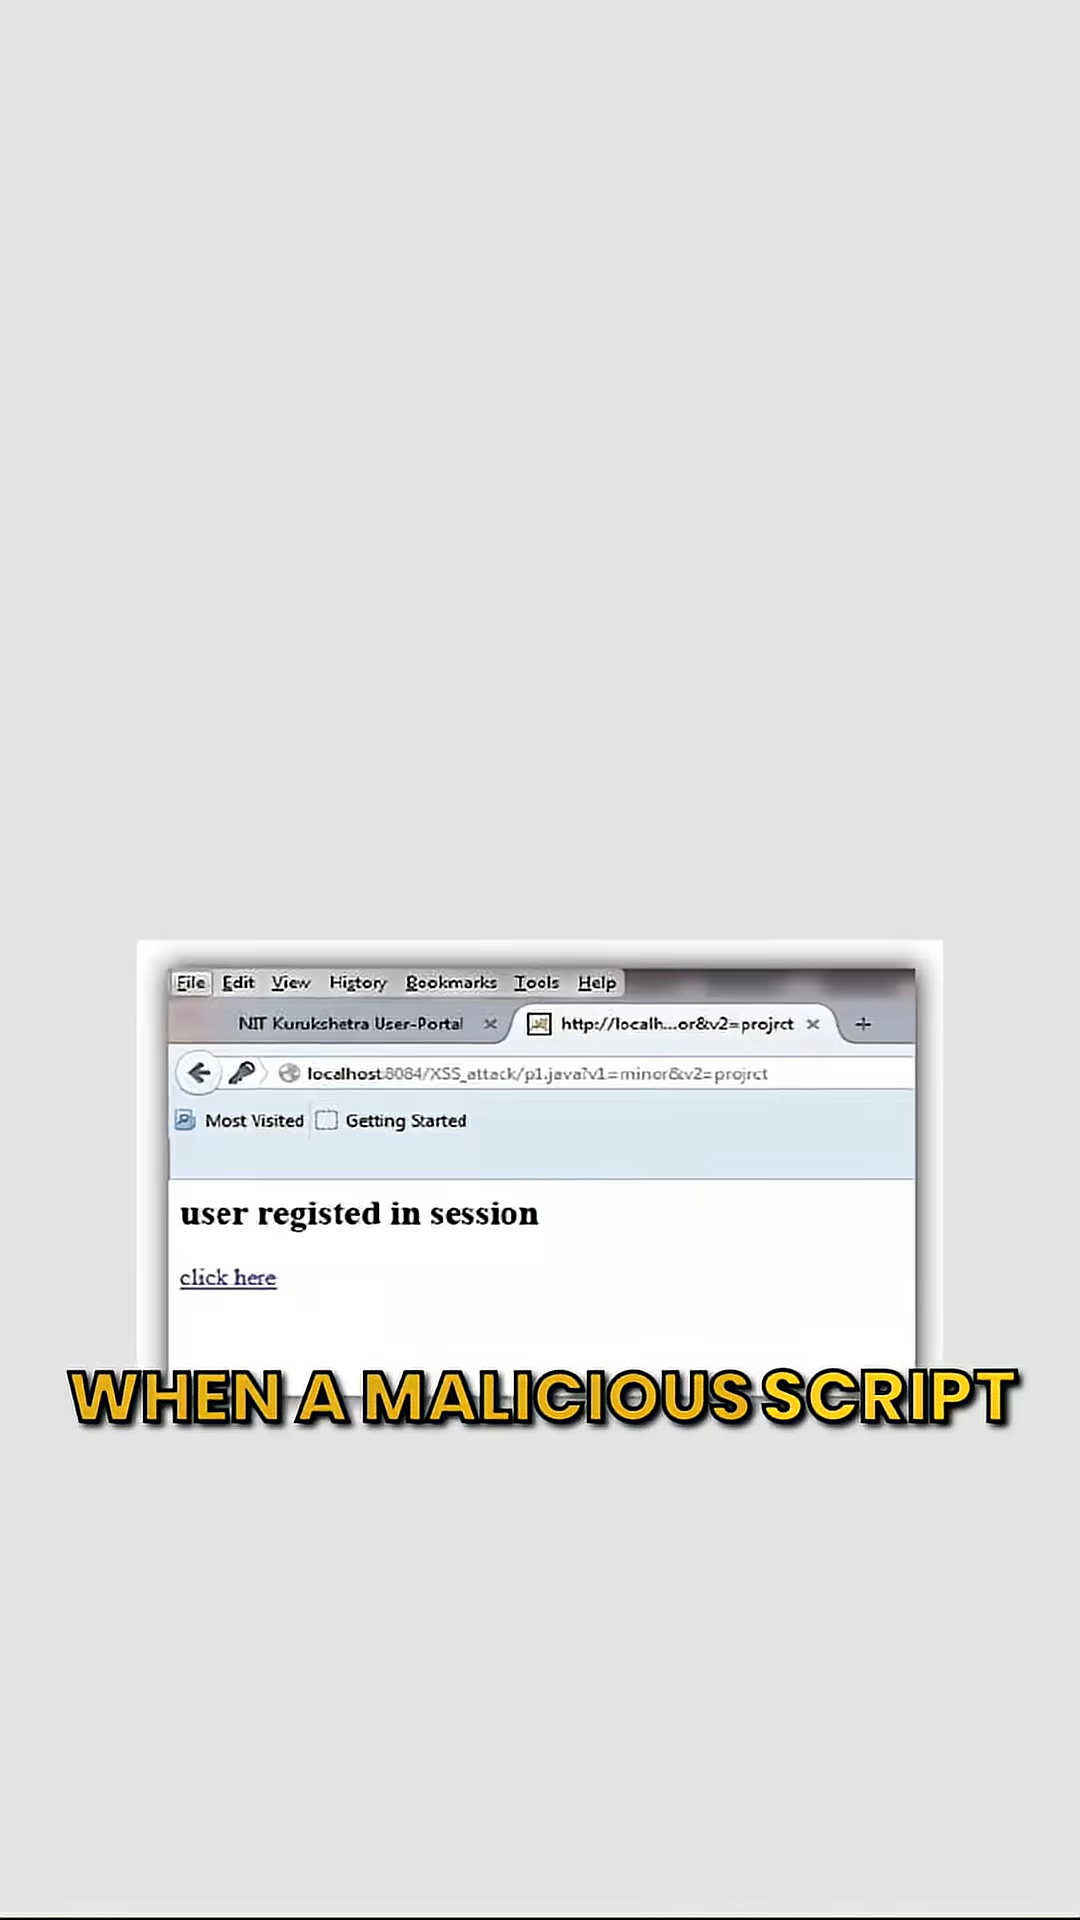 File Edit View History Bookmarks Tools Help
NIT Kurukshetra User-Portal × http://localh...or&v2=projrct × +
localhost:8084/XSS_attack/p1.java?v1=minor&v2=projrct
Most Visited Getting Started
user registed in session
click here
WHEN A MALICIOUS SCRIPT